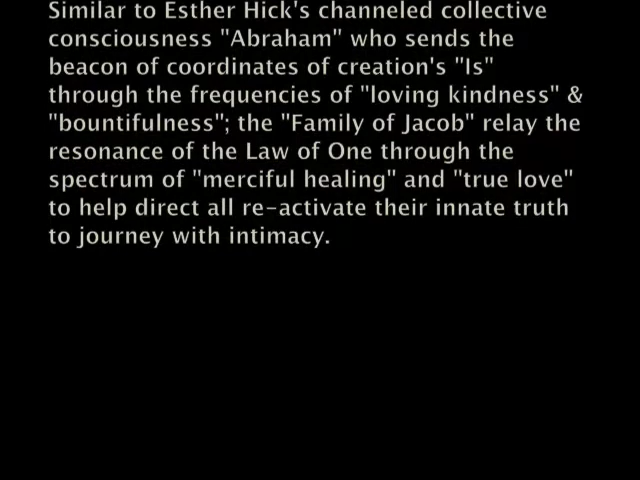 Similar to Esther Hick's channeled collective
consciousness "Abraham" who sends the
beacon of coordinates of creation's "Is"
through the frequencies of "loving kindness" &
"bountifulness"; the "Family of Jacob" relay the
resonance of the Law of One through the
spectrum of "merciful healing" and "true love"
to help direct all re-activate their innate truth
to journey with intimacy.